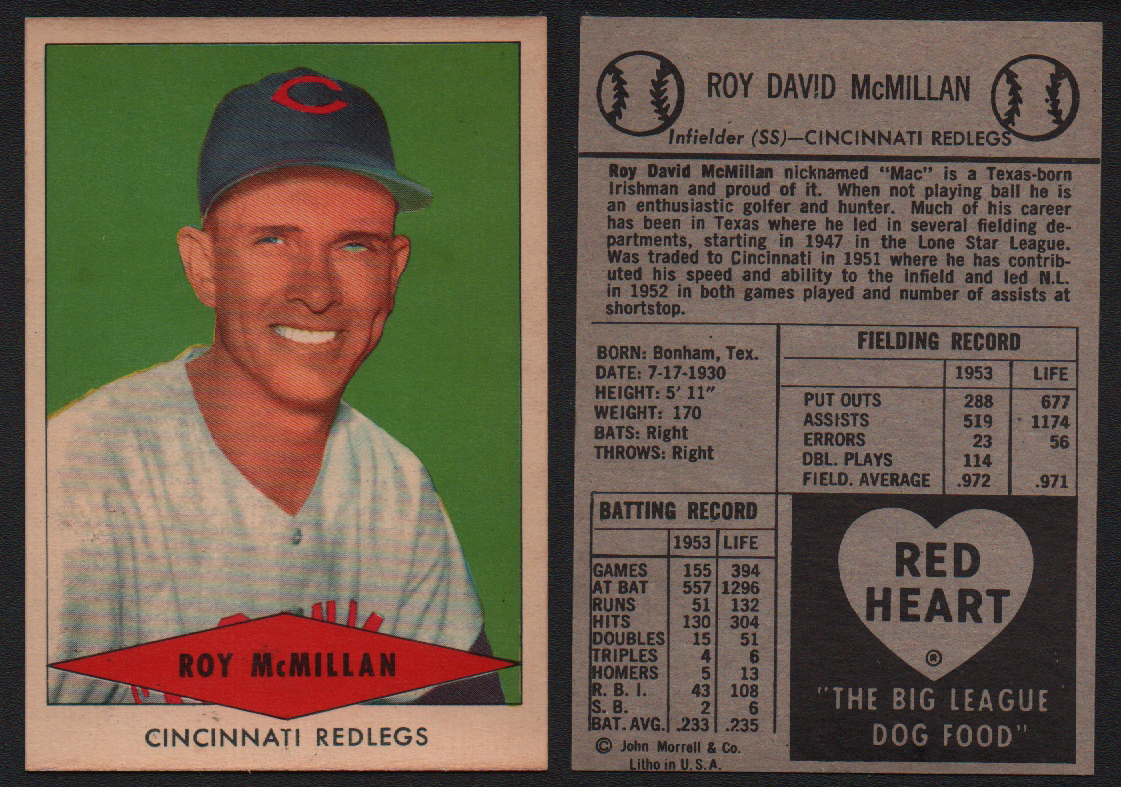 C
ROY McMILLAN
CINCINNATI REDLEGS
ROY DAVID McMILLAN
Infielder (SS)—CINCINNATI REDLEGS
Roy David McMillan nicknamed "Mac" is a Texas-born
Irishman and proud of it. When not playing ball he is
an enthusiastic golfer and hunter. Much of his career
has been in Texas where he led in several fielding de-
partments, starting in 1947 in the Lone Star League.
Was traded to Cincinnati in 1951 where he has contrib-
uted his speed and ability to the infield and led N.L.
in 1952 in both games played and number of assists at
shortstop.
BORN: Bonham, Tex.
DATE: 7-17-1930
HEIGHT: 5' 11"
WEIGHT: 170
BATS: Right
THROWS: Right
FIELDING RECORD
1953 LIFE
PUT OUTS 288 677
ASSISTS 519 1174
ERRORS 23 56
DBL. PLAYS 114
FIELD. AVERAGE .972 .971
BATTING RECORD
1953 LIFE
GAMES 155 394
AT BAT 557 1296
RUNS 51 132
HITS 130 304
DOUBLES 15 51
TRIPLES 4 6
HOMERS 5 13
R. B. I. 43 108
S. B. 2 6
BAT. AVG. .233 .235
© John Morrell & Co.
Litho in U.S.A.
RED
HEART
®
"THE BIG LEAGUE
DOG FOOD"